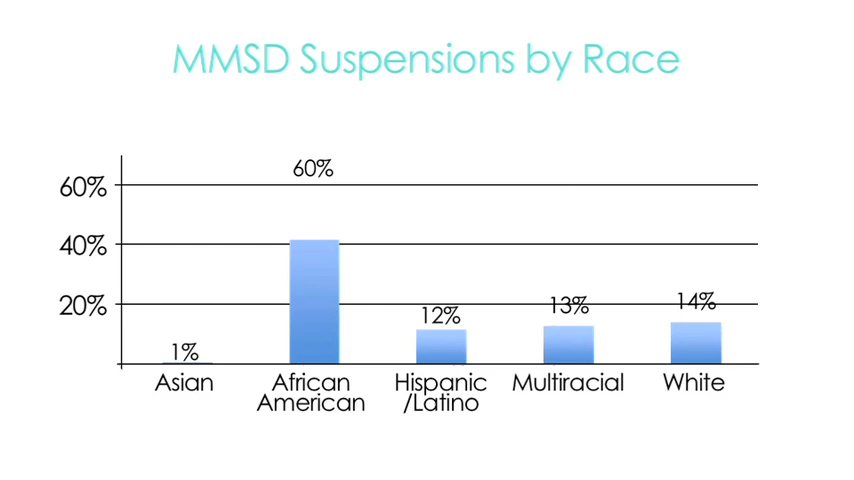 MMSD Suspensions by Race
60%
60%
40%
20%
1%
12%
13%
14%
Asian
African
American
Hispanic
/Latino
Multiracial
White